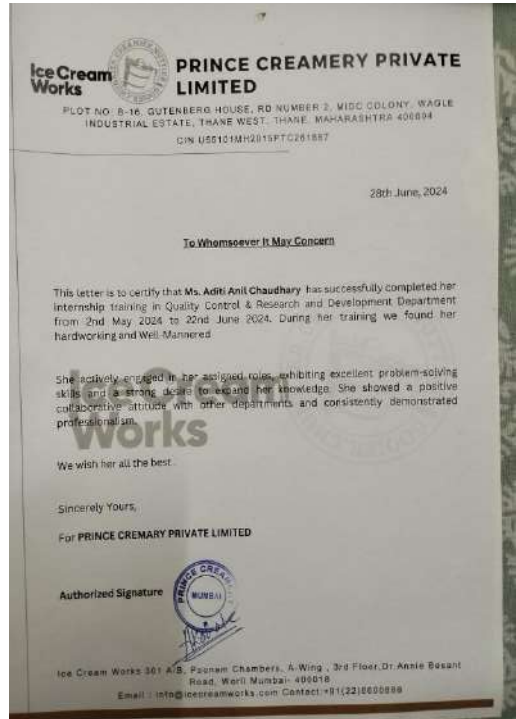 Ice Cream
Works
PRINCE CREAMERY PRIVATE
LIMITED
PLOT NO: B-16, GUTENBERG HOUSE, RD NUMBER 2, MIDC COLONY, WAGLE
INDUSTRIAL ESTATE, THANE WEST, THANE, MAHARASHTRA 400604
CIN
28th June, 2024
To Whomsoever It May Concern
This letter is to certify that Ms. Aditi Anil Chaudhary has successfully completed her
internship training in Quality Control & Research and Development Department
from 2nd May 2024 to 22nd June 2024. During her training we found her
hardworking and Well-Mannered
She actively engaged in her assigned roles, exhibiting excellent problem-solving
skills and a strong desire to expand her knowledge. She showed a positive
collaborative attitude with other departments and consistently demonstrated
professionalism.
Ice Cream
Works
We wish her all the best.
Sincerely Yours,
For PRINCE CREMARY PRIVATE LIMITED
Authorized Signature
PRINCE CREAMERY
MUMBAI
Ice Cream Works 301 A-B, Poonam Chambers, A-Wing , 3rd Floor,Dr Annie Besant
Road, Worli Mumbai- 400018
Email : info@icecreamworks.com Contact: